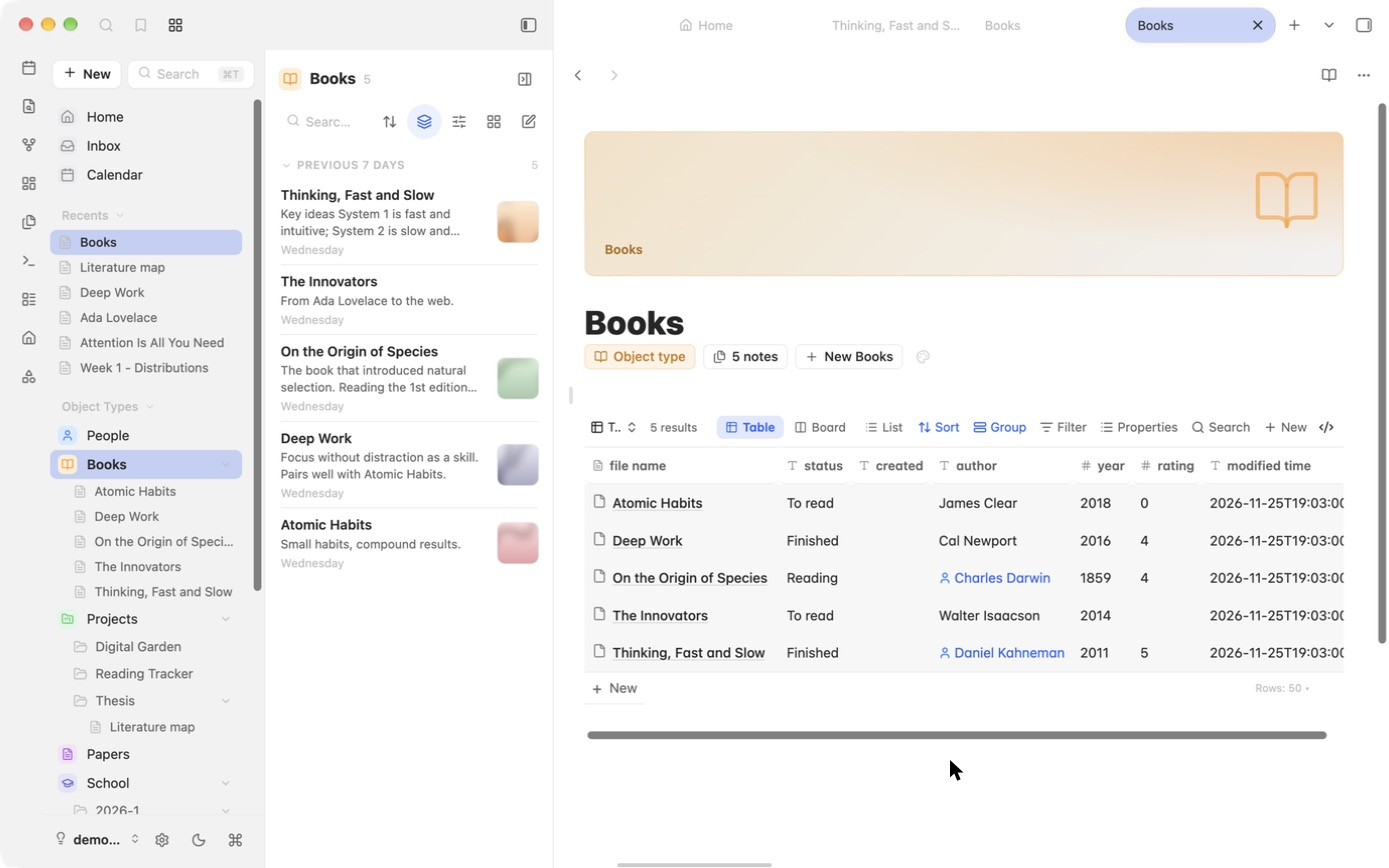 Home
Thinking, Fast and S...
Books
Books
New
Search
⌘T
Home
Inbox
Calendar
Recents
Books
Literature map
Deep Work
Ada Lovelace
Attention Is All You Need
Week 1 - Distributions
Object Types
People
Books
Atomic Habits
Deep Work
On the Origin of Speci...
The Innovators
Thinking, Fast and Slow
Projects
Digital Garden
Reading Tracker
Thesis
Literature map
Papers
School
2026-1
demo...
Books 5
Searc...
PREVIOUS 7 DAYS 5
Thinking, Fast and Slow
Key ideas System 1 is fast and
intuitive; System 2 is slow and...
Wednesday
The Innovators
From Ada Lovelace to the web.
Wednesday
On the Origin of Species
The book that introduced natural
selection. Reading the 1st edition...
Wednesday
Deep Work
Focus without distraction as a skill.
Pairs well with Atomic Habits.
Wednesday
Atomic Habits
Small habits, compound results.
Wednesday
Books
Books
Object type 5 notes + New Books
T.. 5 results Table Board List Sort Group Filter Properties Search + New </>
file name T status T created T author # year # rating T modified time
Atomic Habits To read James Clear 2018 0 2026-11-25T19:03:00
Deep Work Finished Cal Newport 2016 4 2026-11-25T19:03:00
On the Origin of Species Reading Charles Darwin 1859 4 2026-11-25T19:03:00
The Innovators To read Walter Isaacson 2014 2026-11-25T19:03:00
Thinking, Fast and Slow Finished Daniel Kahneman 2011 5 2026-11-25T19:03:00
+ New
Rows: 50